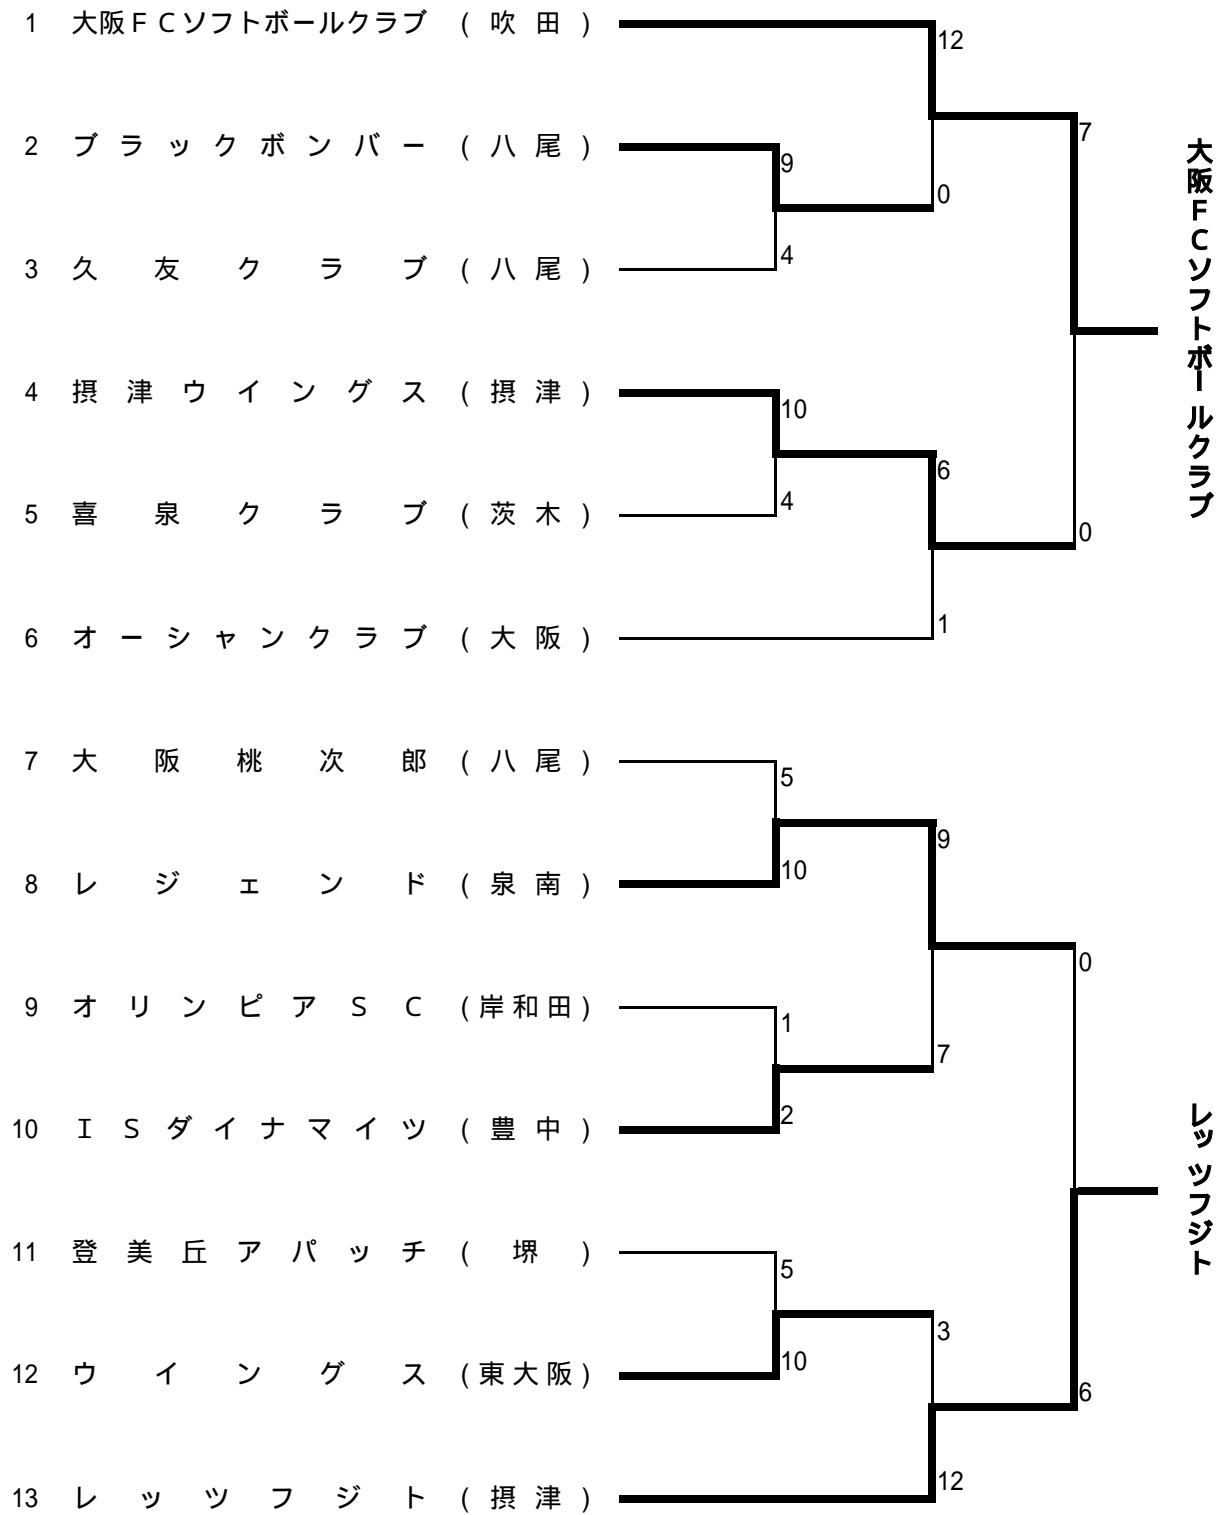 1 大阪ＦＣソフトボールクラブ (吹田)
12
7
2 ブラックボンバー (八尾)
9
0
3 久友クラブ (八尾)
4
大阪ＦＣソフトボールクラブ
4 摂津ウイングス (摂津)
10
6
5 喜泉クラブ (茨木)
4
0
6 オーシャンクラブ (大阪)
1
7 大阪桃次郎 (八尾)
5
9
8 レジェンド (泉南)
10
0
9 オリンピアＳＣ (岸和田)
1
7
10 ＩＳダイナマイツ (豊中)
2
レッツフジト
11 登美丘アパッチ (堺)
5
3
12 ウイングス (東大阪)
10
6
13 レッツフジト (摂津)
12